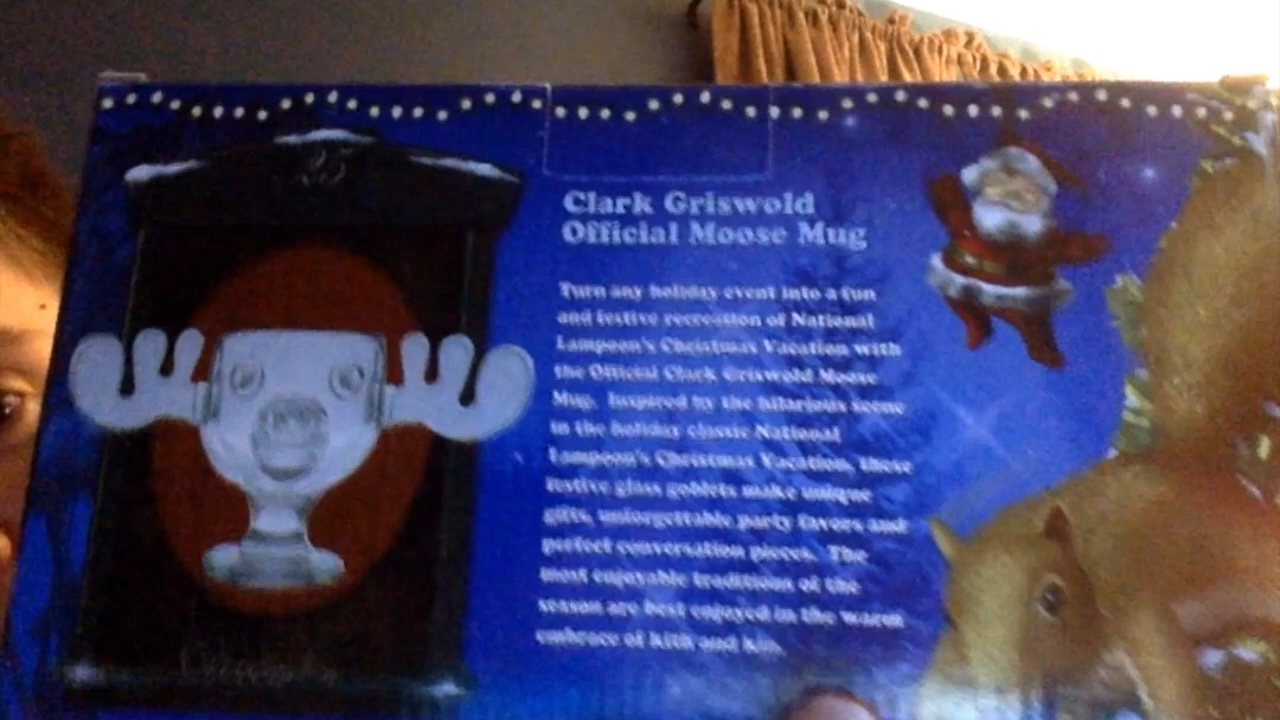 25
Clark Griswold
Official Moose Mug
Turn any holiday event into a fun
and festive recreation of National
Lampoon's Christmas Vacation with
the Official Clark Griswold Moose
Mug. Inspired by the hilarious scene
in the holiday classic National
Lampoon's Christmas Vacation, these
festive glass goblets make unique
gifts, unforgettable party favors and
perfect conversation pieces. The
most enjoyable traditions of the
season are best enjoyed in the warm
embrace of kith and kin.